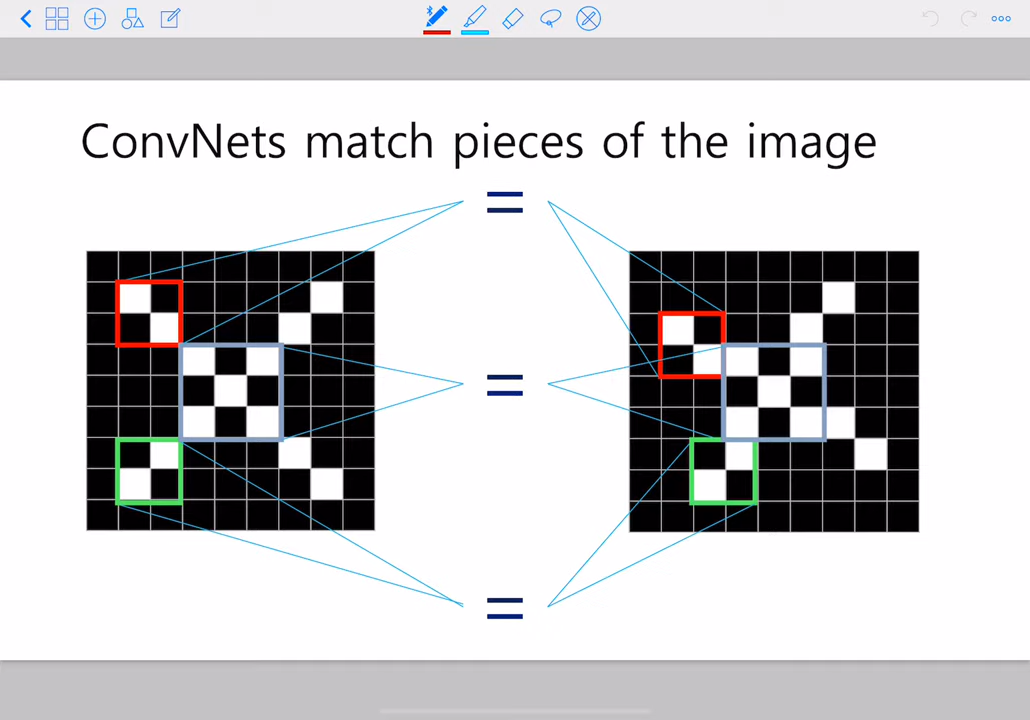 ConvNets match pieces of the image
=
=
=